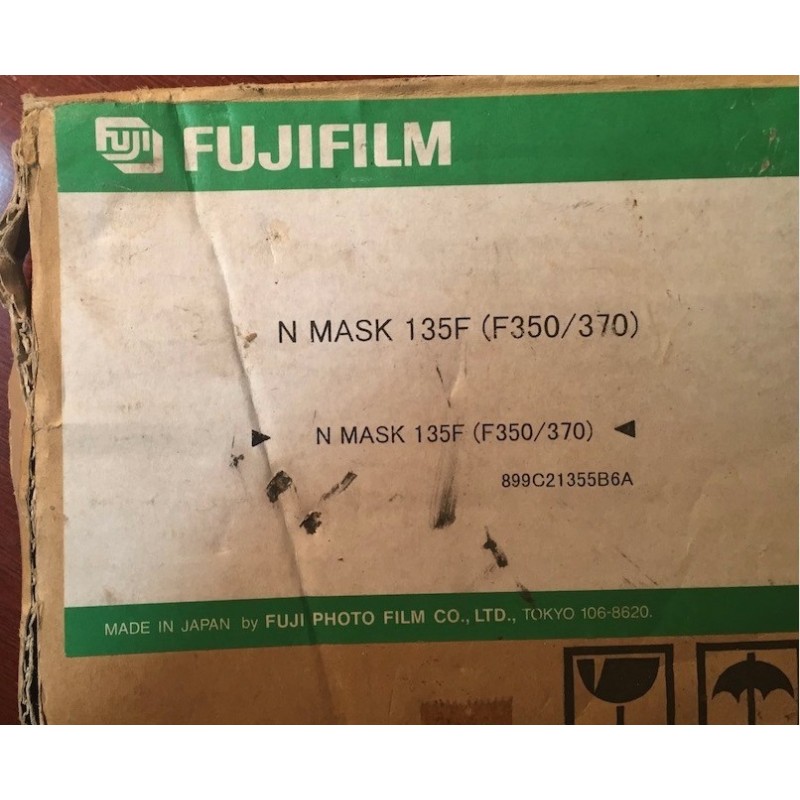 FUJI FUJIFILM
N MASK 135F (F350/370)
▶ N MASK 135F (F350/370) ◀
899C21355B6A
MADE IN JAPAN by FUJI PHOTO FILM CO., LTD., TOKYO 106-8620.